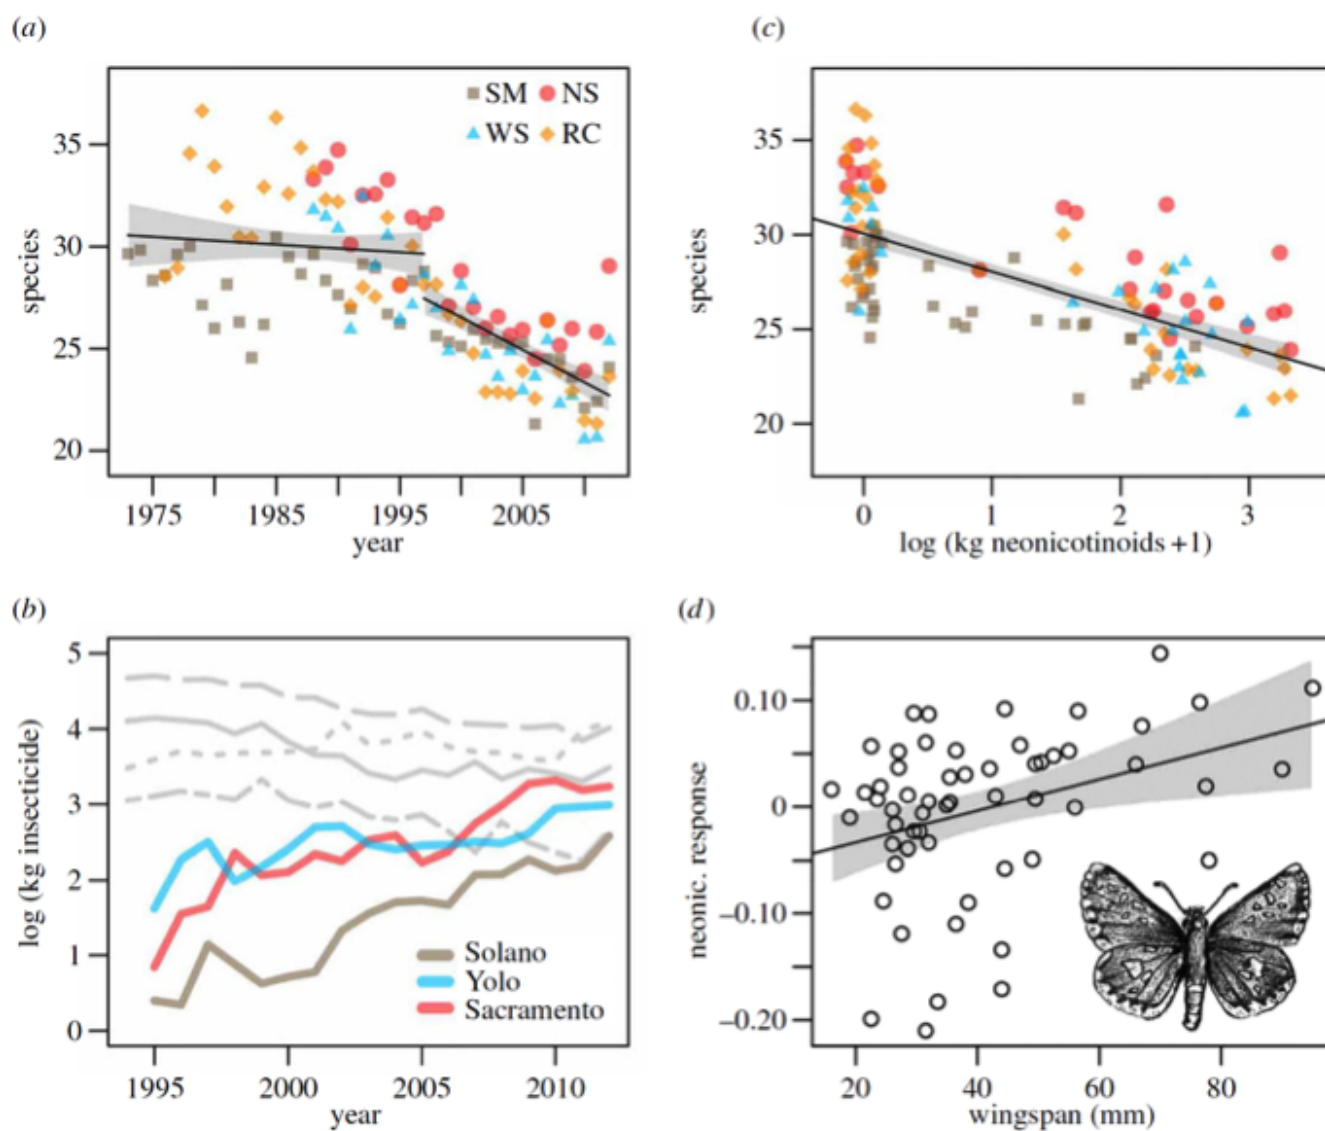 (a)
species
35
30
25
20
SM NS
WS RC
1975 1985 1995 2005
year
(c)
species
35
30
25
20
0 1 2 3
log (kg neonicotinoids +1)
(b)
log (kg insecticide)
5
4
3
2
1
0
Solano
Yolo
Sacramento
1995 2000 2005 2010
year
(d)
neonic. response
0.10
0
–0.10
–0.20
20 40 60 80
wingspan (mm)